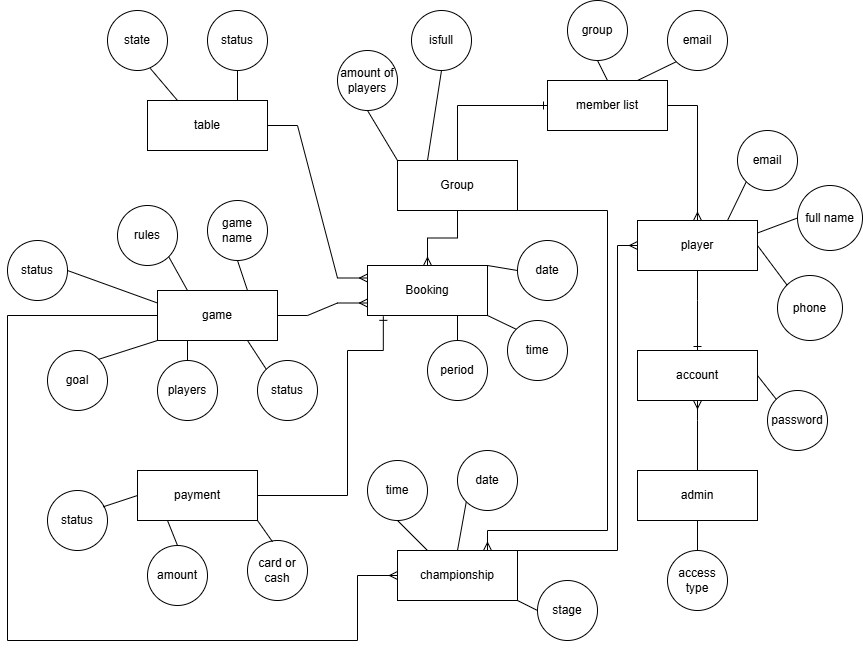 state
status
table
amount of
players
isfull
group
email
member list
Group
email
full name
player
phone
status
rules
game
name
game
goal
players
status
Booking
date
time
period
account
password
payment
status
amount
card or
cash
time
date
championship
stage
admin
access
type